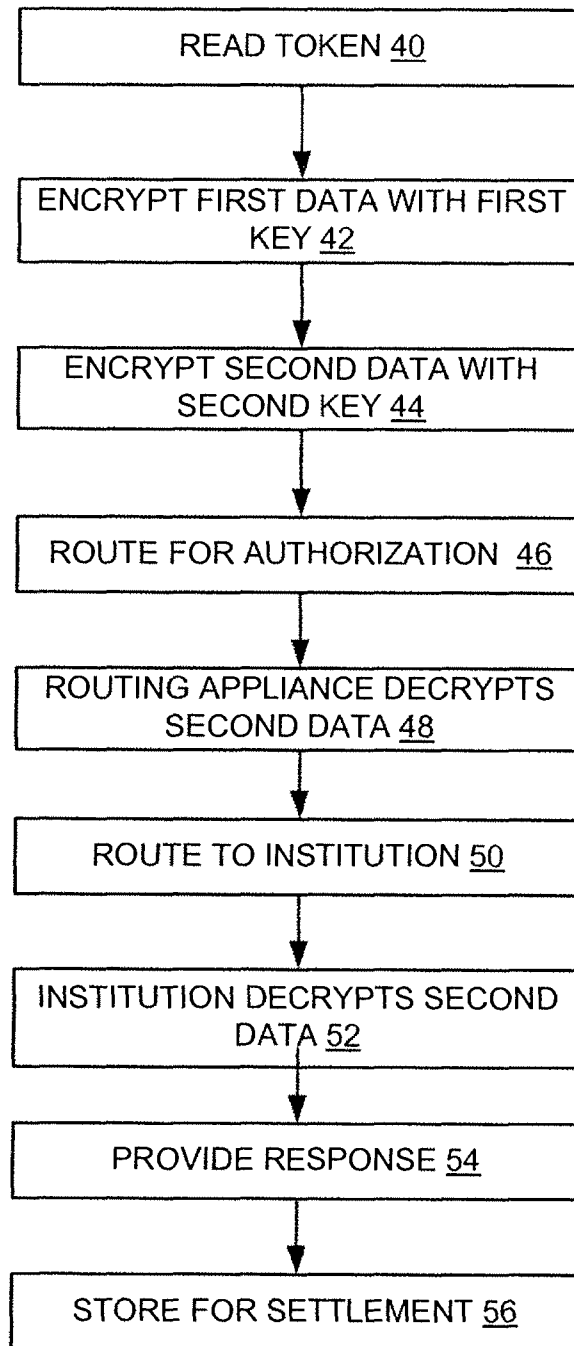 READ TOKEN 40
ENCRYPT FIRST DATA WITH FIRST
KEY 42
ENCRYPT SECOND DATA WITH
SECOND KEY 44
ROUTE FOR AUTHORIZATION 46
ROUTING APPLIANCE DECRYPTS
SECOND DATA 48
ROUTE TO INSTITUTION 50
INSTITUTION DECRYPTS SECOND
DATA 52
PROVIDE RESPONSE 54
STORE FOR SETTLEMENT 56